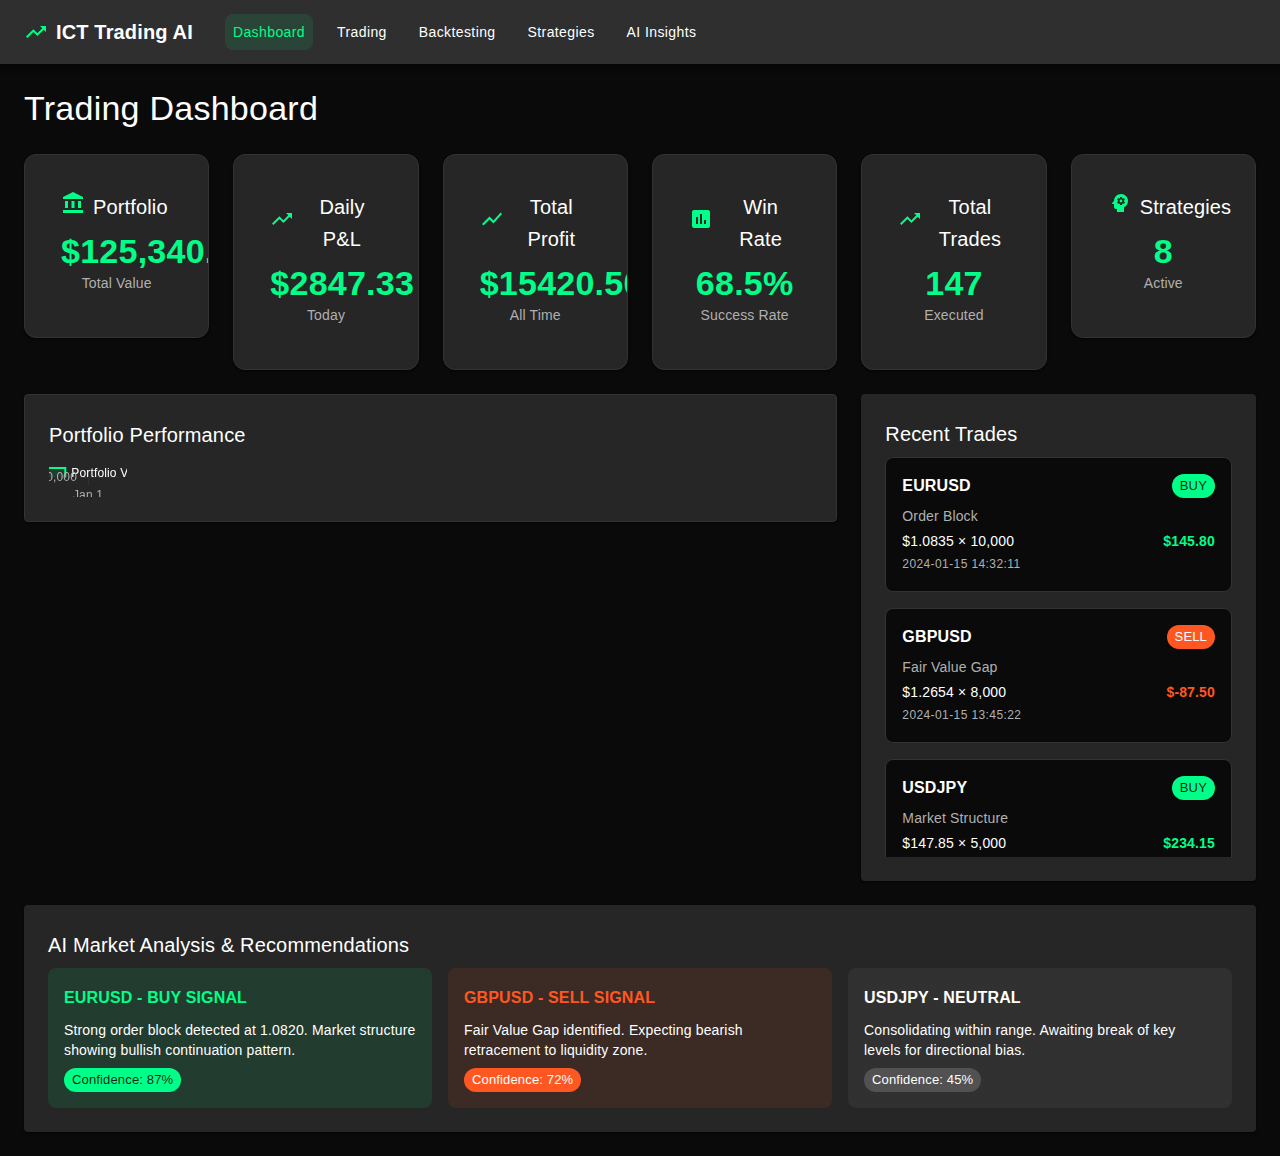 ICT Trading AI
Dashboard
Trading
Backtesting
Strategies
AI Insights
Trading Dashboard
Portfolio
$125,340.
Total Value
Daily
P&L
$2847.33
Today
Total
Profit
$15420.50
All Time
Win
Rate
68.5%
Success Rate
Total
Trades
147
Executed
Strategies
8
Active
Portfolio Performance
Portfolio V
0,000
Jan 1
Recent Trades
EURUSD
BUY
Order Block
$1.0835 × 10,000
$145.80
2024-01-15 14:32:11
GBPUSD
SELL
Fair Value Gap
$1.2654 × 8,000
$-87.50
2024-01-15 13:45:22
USDJPY
BUY
Market Structure
$147.85 × 5,000
$234.15
AI Market Analysis & Recommendations
EURUSD - BUY SIGNAL
Strong order block detected at 1.0820. Market structure
showing bullish continuation pattern.
Confidence: 87%
GBPUSD - SELL SIGNAL
Fair Value Gap identified. Expecting bearish
retracement to liquidity zone.
Confidence: 72%
USDJPY - NEUTRAL
Consolidating within range. Awaiting break of key
levels for directional bias.
Confidence: 45%